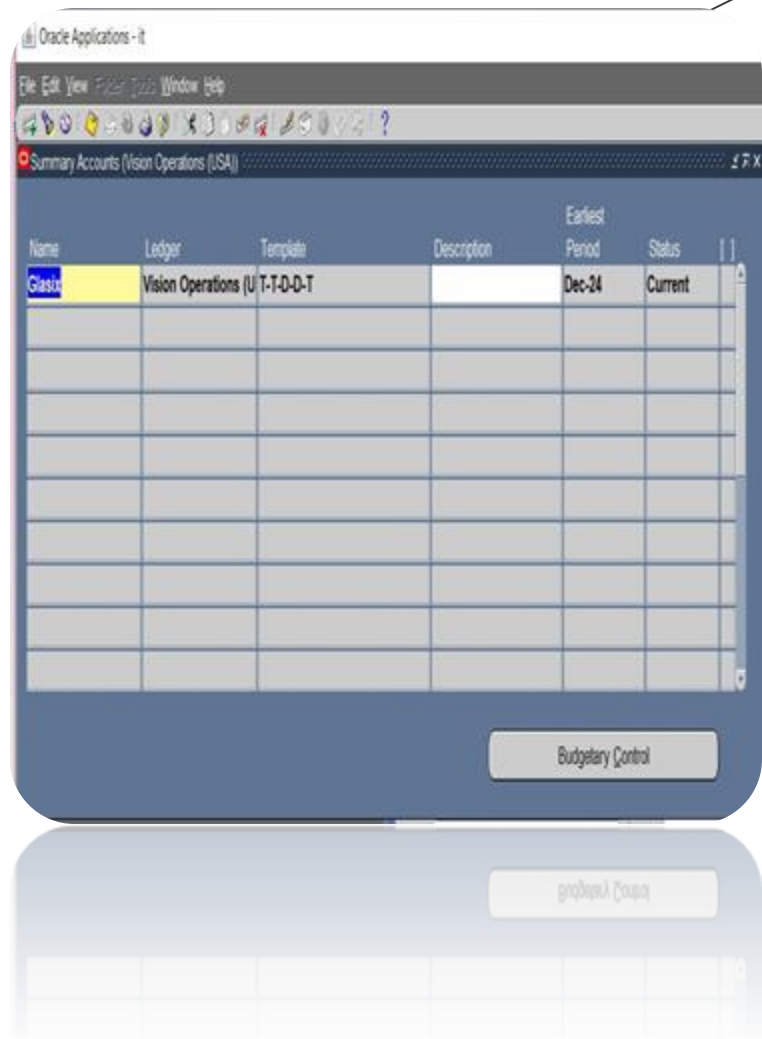 Oracle Applications - it
File Edit View Folder Tools Window Help
Summary Accounts (Vision Operations (USA))
Earliest
Name Ledger Template Description Period Status [ ]
Glasix Vision Operations (U T-T-D-D-T Dec-24 Current
Budgetary Control